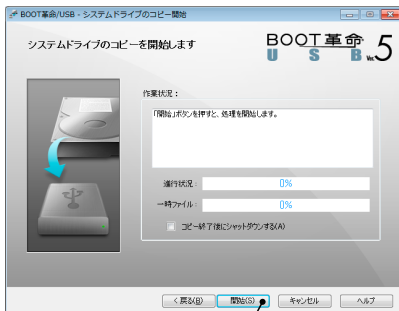 BOOT革命/USB - システムドライブのコピー開始
システムドライブのコピーを開始します
BOOT革命
USB Ver.5
作業状況：
「開始」ボタンを押すと、処理を開始します。
進行状況： 0%
一時ファイル： 0%
コピー終了後にシャットダウンする(A)
< 戻る(B) 開始(S) キャンセル ヘルプ